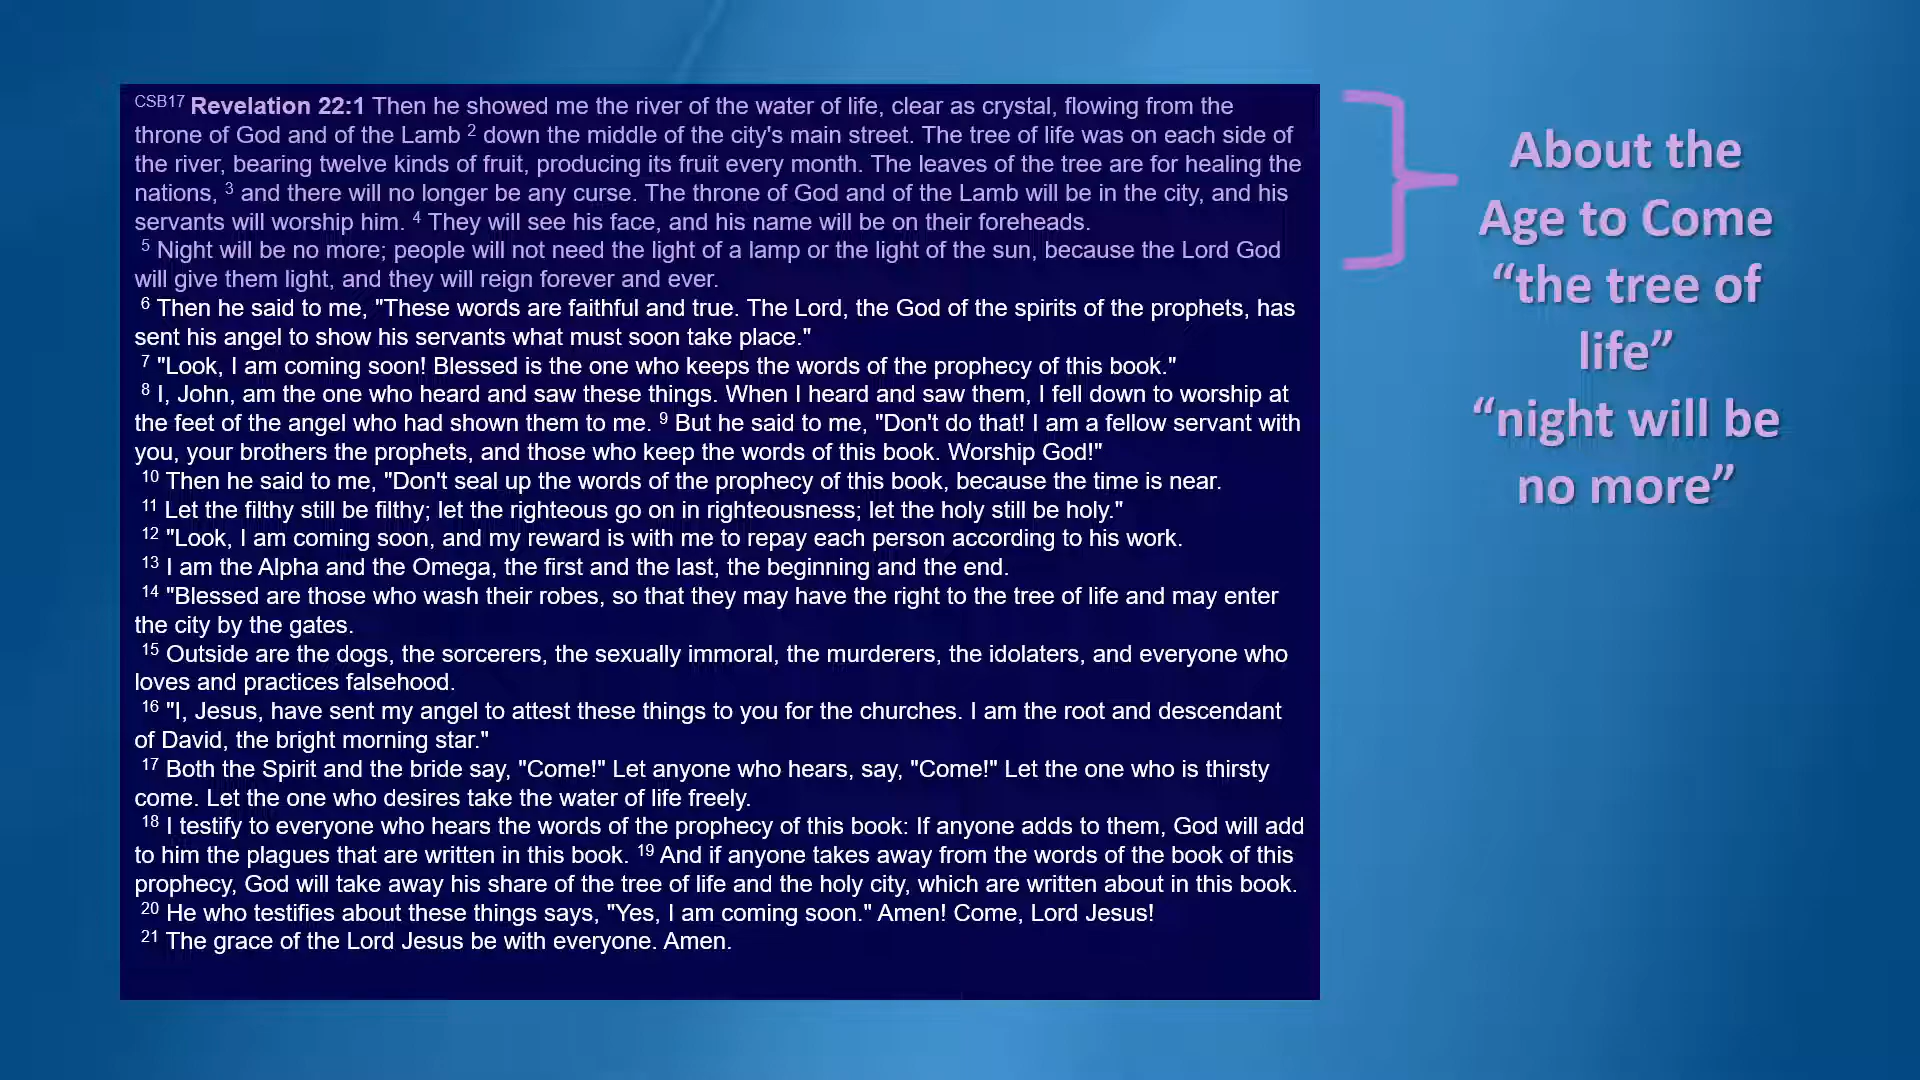 CSB17 Revelation 22:1 Then he showed me the river of the water of life, clear as crystal, flowing from the
throne of God and of the Lamb 2 down the middle of the city's main street. The tree of life was on each side of
the river, bearing twelve kinds of fruit, producing its fruit every month. The leaves of the tree are for healing the
nations, 3 and there will no longer be any curse. The throne of God and of the Lamb will be in the city, and his
servants will worship him. 4 They will see his face, and his name will be on their foreheads.
5 Night will be no more; people will not need the light of a lamp or the light of the sun, because the Lord God
will give them light, and they will reign forever and ever.
6 Then he said to me, "These words are faithful and true. The Lord, the God of the spirits of the prophets, has
sent his angel to show his servants what must soon take place."
7 "Look, I am coming soon! Blessed is the one who keeps the words of the prophecy of this book."
8 I, John, am the one who heard and saw these things. When I heard and saw them, I fell down to worship at
the feet of the angel who had shown them to me. 9 But he said to me, "Don't do that! I am a fellow servant with
you, your brothers the prophets, and those who keep the words of this book. Worship God!"
10 Then he said to me, "Don't seal up the words of the prophecy of this book, because the time is near.
11 Let the filthy still be filthy; let the righteous go on in righteousness; let the holy still be holy."
12 "Look, I am coming soon, and my reward is with me to repay each person according to his work.
13 I am the Alpha and the Omega, the first and the last, the beginning and the end.
14 "Blessed are those who wash their robes, so that they may have the right to the tree of life and may enter
the city by the gates.
15 Outside are the dogs, the sorcerers, the sexually immoral, the murderers, the idolaters, and everyone who
loves and practices falsehood.
16 "I, Jesus, have sent my angel to attest these things to you for the churches. I am the root and descendant
of David, the bright morning star."
17 Both the Spirit and the bride say, "Come!" Let anyone who hears, say, "Come!" Let the one who is thirsty
come. Let the one who desires take the water of life freely.
18 I testify to everyone who hears the words of the prophecy of this book: If anyone adds to them, God will add
to him the plagues that are written in this book. 19 And if anyone takes away from the words of the book of this
prophecy, God will take away his share of the tree of life and the holy city, which are written about in this book.
20 He who testifies about these things says, "Yes, I am coming soon." Amen! Come, Lord Jesus!
21 The grace of the Lord Jesus be with everyone. Amen.
About the
Age to Come
“the tree of
life”
“night will be
no more”